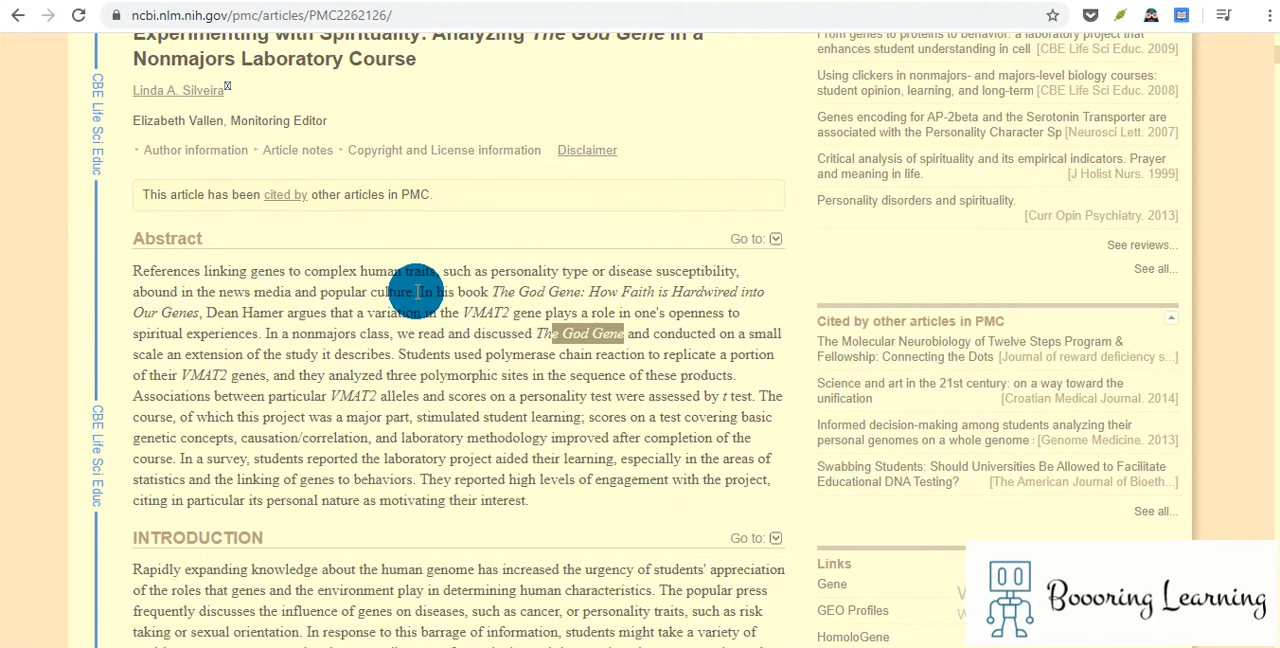 ncbi.nlm.nih.gov/pmc/articles/PMC2262126/
Experimenting with Spirituality: Analyzing The God Gene in a
Nonmajors Laboratory Course
Linda A. Silveira
Elizabeth Vallen, Monitoring Editor
Author information Article notes Copyright and License information Disclaimer
This article has been cited by other articles in PMC.
Abstract Go to:
References linking genes to complex human traits, such as personality type or disease susceptibility,
abound in the news media and popular culture. In his book The God Gene: How Faith is Hardwired into
Our Genes, Dean Hamer argues that a variation in the VMAT2 gene plays a role in one's openness to
spiritual experiences. In a nonmajors class, we read and discussed The God Gene and conducted on a small
scale an extension of the study it describes. Students used polymerase chain reaction to replicate a portion
of their VMAT2 genes, and they analyzed three polymorphic sites in the sequence of these products.
Associations between particular VMAT2 alleles and scores on a personality test were assessed by t test. The
course, of which this project was a major part, stimulated student learning; scores on a test covering basic
genetic concepts, causation/correlation, and laboratory methodology improved after completion of the
course. In a survey, students reported the laboratory project aided their learning, especially in the areas of
statistics and the linking of genes to behaviors. They reported high levels of engagement with the project,
citing in particular its personal nature as motivating their interest.
INTRODUCTION Go to:
Rapidly expanding knowledge about the human genome has increased the urgency of students' appreciation
of the roles that genes and the environment play in determining human characteristics. The popular press
frequently discusses the influence of genes on diseases, such as cancer, or personality traits, such as risk
taking or sexual orientation. In response to this barrage of information, students might take a variety of
CBE Life Sci Educ
CBE Life Sci Educ
From genes to proteins to behavior: a laboratory project that
enhances student understanding in cell [CBE Life Sci Educ. 2009]
Using clickers in nonmajors- and majors-level biology courses:
student opinion, learning, and long-term [CBE Life Sci Educ. 2008]
Genes encoding for AP-2beta and the Serotonin Transporter are
associated with the Personality Character Sp [Neurosci Lett. 2007]
Critical analysis of spirituality and its empirical indicators. Prayer
and meaning in life. [J Holist Nurs. 1999]
Personality disorders and spirituality.
[Curr Opin Psychiatry. 2013]
See reviews...
See all...
Cited by other articles in PMC
The Molecular Neurobiology of Twelve Steps Program &
Fellowship: Connecting the Dots [Journal of reward deficiency s...]
Science and art in the 21st century: on a way toward the
unification [Croatian Medical Journal. 2014]
Informed decision-making among students analyzing their
personal genomes on a whole genome [Genome Medicine. 2013]
Swabbing Students: Should Universities Be Allowed to Facilitate
Educational DNA Testing? [The American Journal of Bioeth...]
See all...
Links
Gene
GEO Profiles
HomoloGene
Boooring Learning